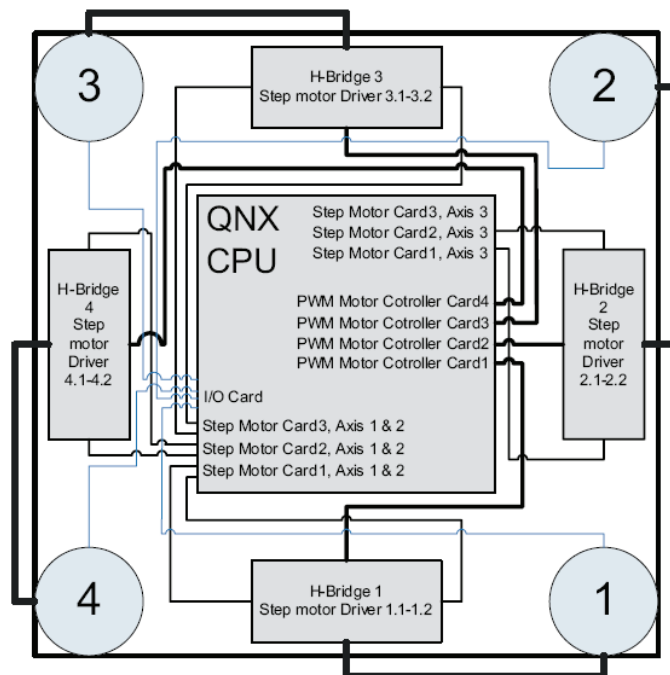 3
H-Bridge 3
Step motor Driver 3.1-3.2
2
QNX
CPU
Step Motor Card3, Axis 3
Step Motor Card2, Axis 3
Step Motor Card1, Axis 3
H-Bridge
4
Step
motor
Driver
4.1-4.2
PWM Motor Cotroller Card4
PWM Motor Cotroller Card3
PWM Motor Cotroller Card2
PWM Motor Cotroller Card1
H-Bridge
2
Step
motor
Driver
2.1-2.2
I/O Card
Step Motor Card3, Axis 1 & 2
Step Motor Card2, Axis 1 & 2
Step Motor Card1, Axis 1 & 2
4
H-Bridge 1
Step motor Driver 1.1-1.2
1